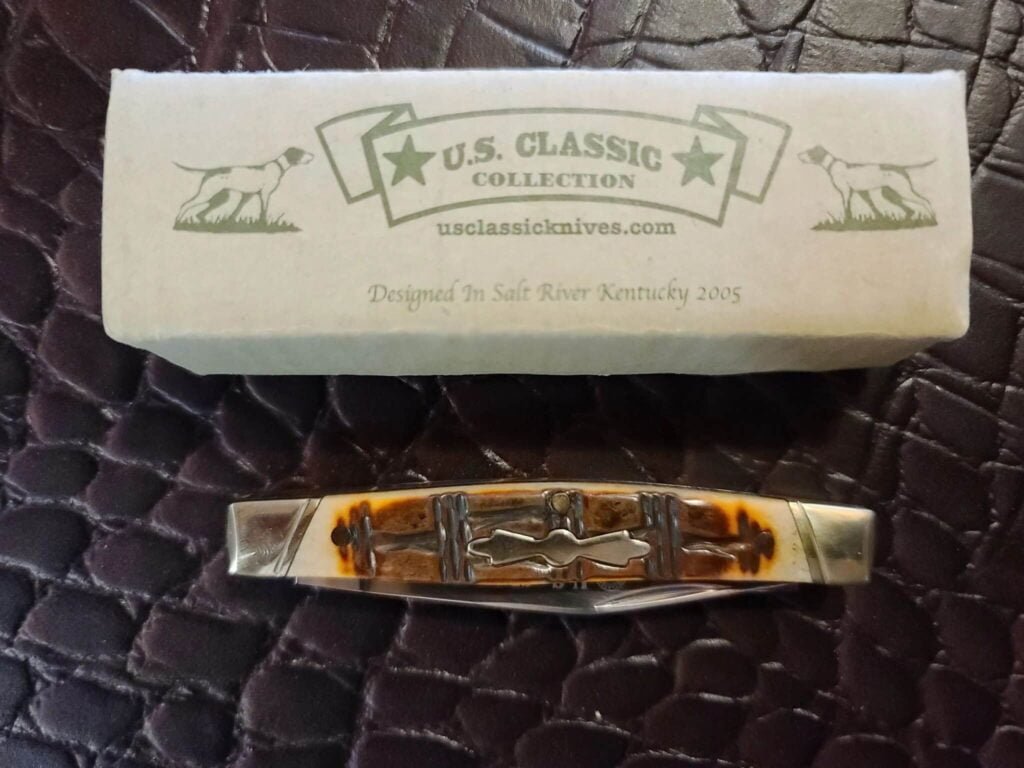 U.S. CLASSIC
COLLECTION
usclassicknives.com
Designed In Salt River Kentucky 2005